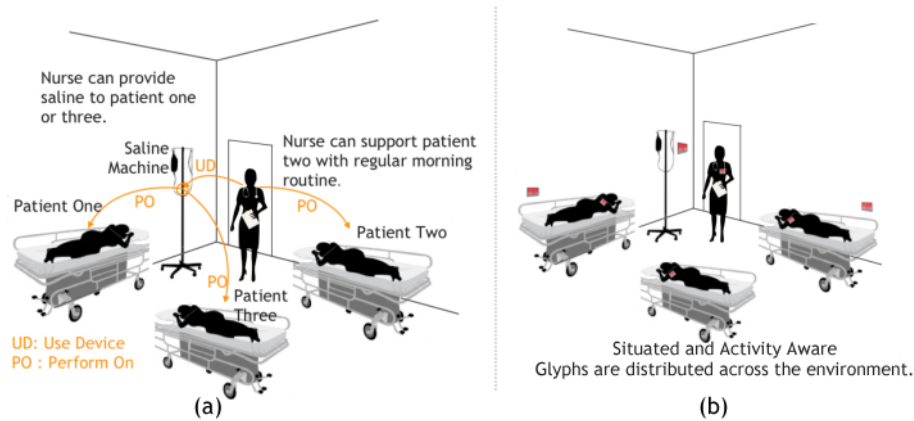 Nurse can provide
saline to patient one
or three.
Saline
Machine
UD
Nurse can support patient
two with regular morning
routine.
PO
PO
Patient One
Patient Two
PO
Patient
Three
UD: Use Device
PO : Perform On
(a)
Situated and Activity Aware
Glyphs are distributed across the environment.
(b)